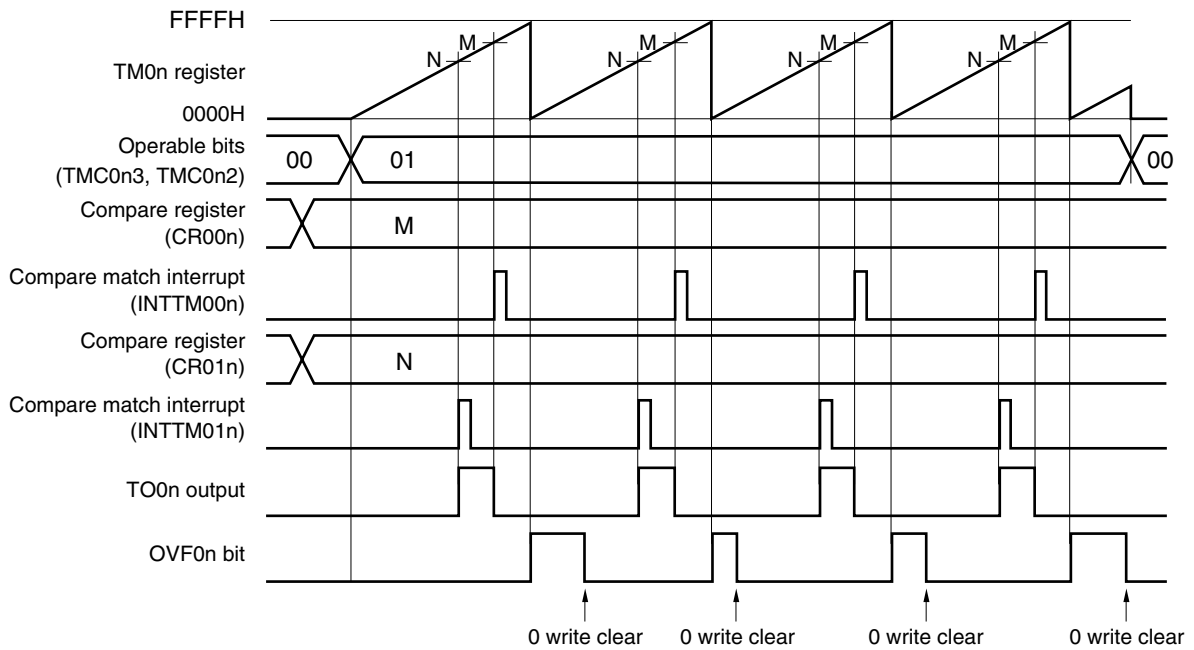 FFFFH
M M M M
N N N N
TM0n register
0000H
Operable bits
(TMC0n3, TMC0n2)
00 01 00
Compare register
(CR00n)
M
Compare match interrupt
(INTTM00n)
Compare register
(CR01n)
N
Compare match interrupt
(INTTM01n)
TO0n output
OVF0n bit
0 write clear 0 write clear 0 write clear 0 write clear